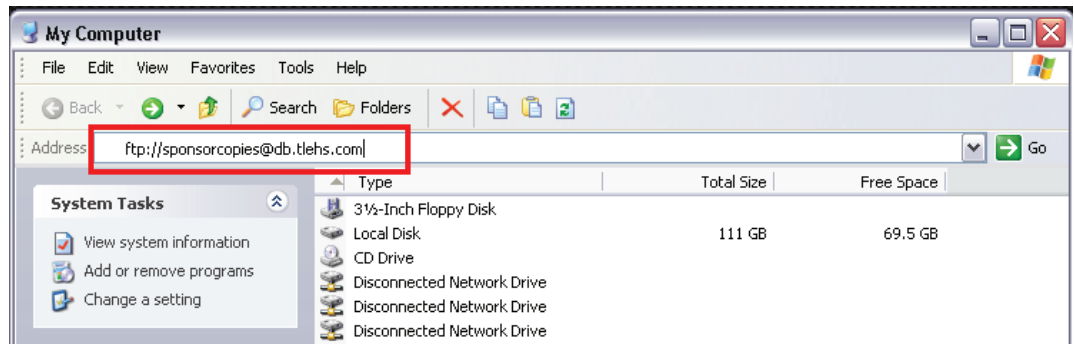 My Computer
File Edit View Favorites Tools Help
Back Search Folders
Address ftp://sponsorcopies@db.tlehs.com Go
Type Total Size Free Space
System Tasks
3½-Inch Floppy Disk
View system information
Local Disk 111 GB 69.5 GB
CD Drive
Add or remove programs
Disconnected Network Drive
Change a setting
Disconnected Network Drive
Disconnected Network Drive